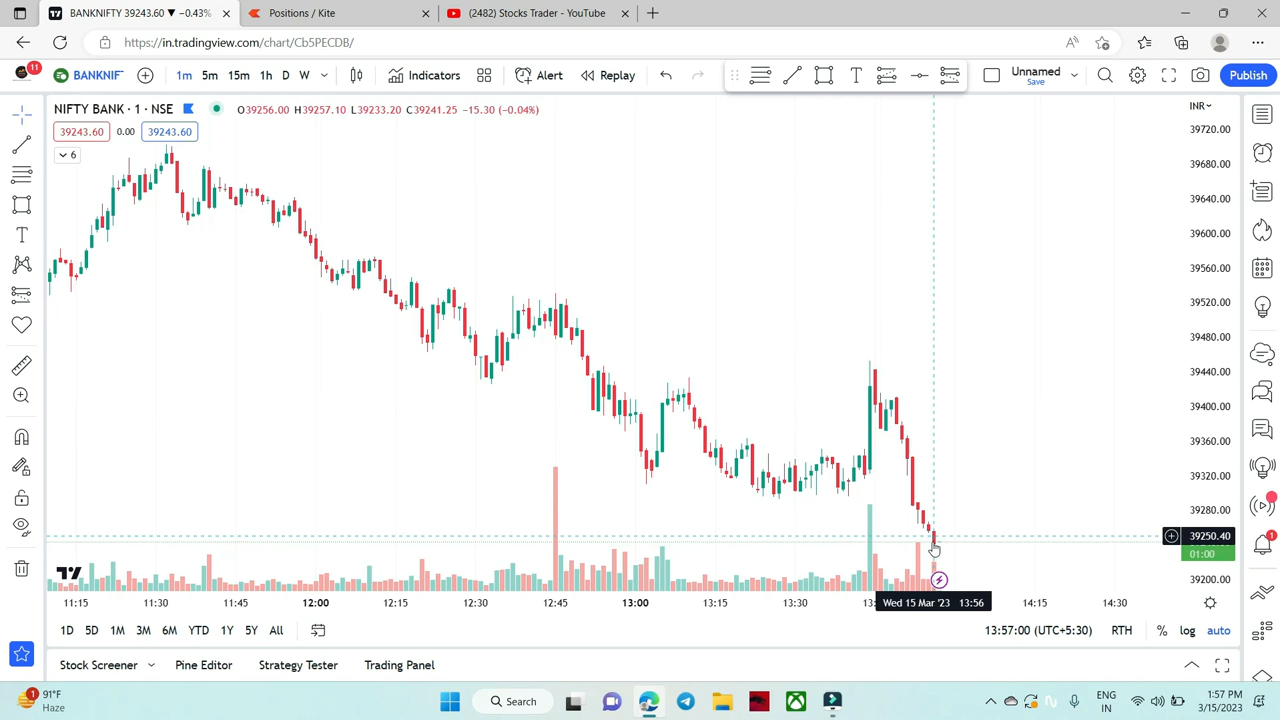 BANKNIFTY 39243.60 ▼ −0.43%
Positions / Kite
(2482) Stocks Trader - YouTube
https://in.tradingview.com/chart/Cb5PECDB/
11
BANKNIF
1m 5m 15m 1h D W
Indicators
Alert
Replay
Unnamed
Save
Publish
NIFTY BANK · 1 · NSE
O39256.00 H39257.10 L39233.20 C39241.25 −15.30 (−0.04%)
INR
39243.60 0.00 39243.60
6
39720.00
39680.00
39640.00
39600.00
39560.00
39520.00
39480.00
39440.00
39400.00
39360.00
39320.00
39280.00
39250.40
01:00
39200.00
11:15 11:30 11:45 12:00 12:15 12:30 12:45 13:00 13:15 13:30 Wed 15 Mar '23 13:56 14:15 14:30
1D 5D 1M 3M 6M YTD 1Y 5Y All
13:57:00 (UTC+5:30) RTH % log auto
Stock Screener Pine Editor Strategy Tester Trading Panel
1
1
91°F
Haze
Search
ENG
IN
1:57 PM
3/15/2023